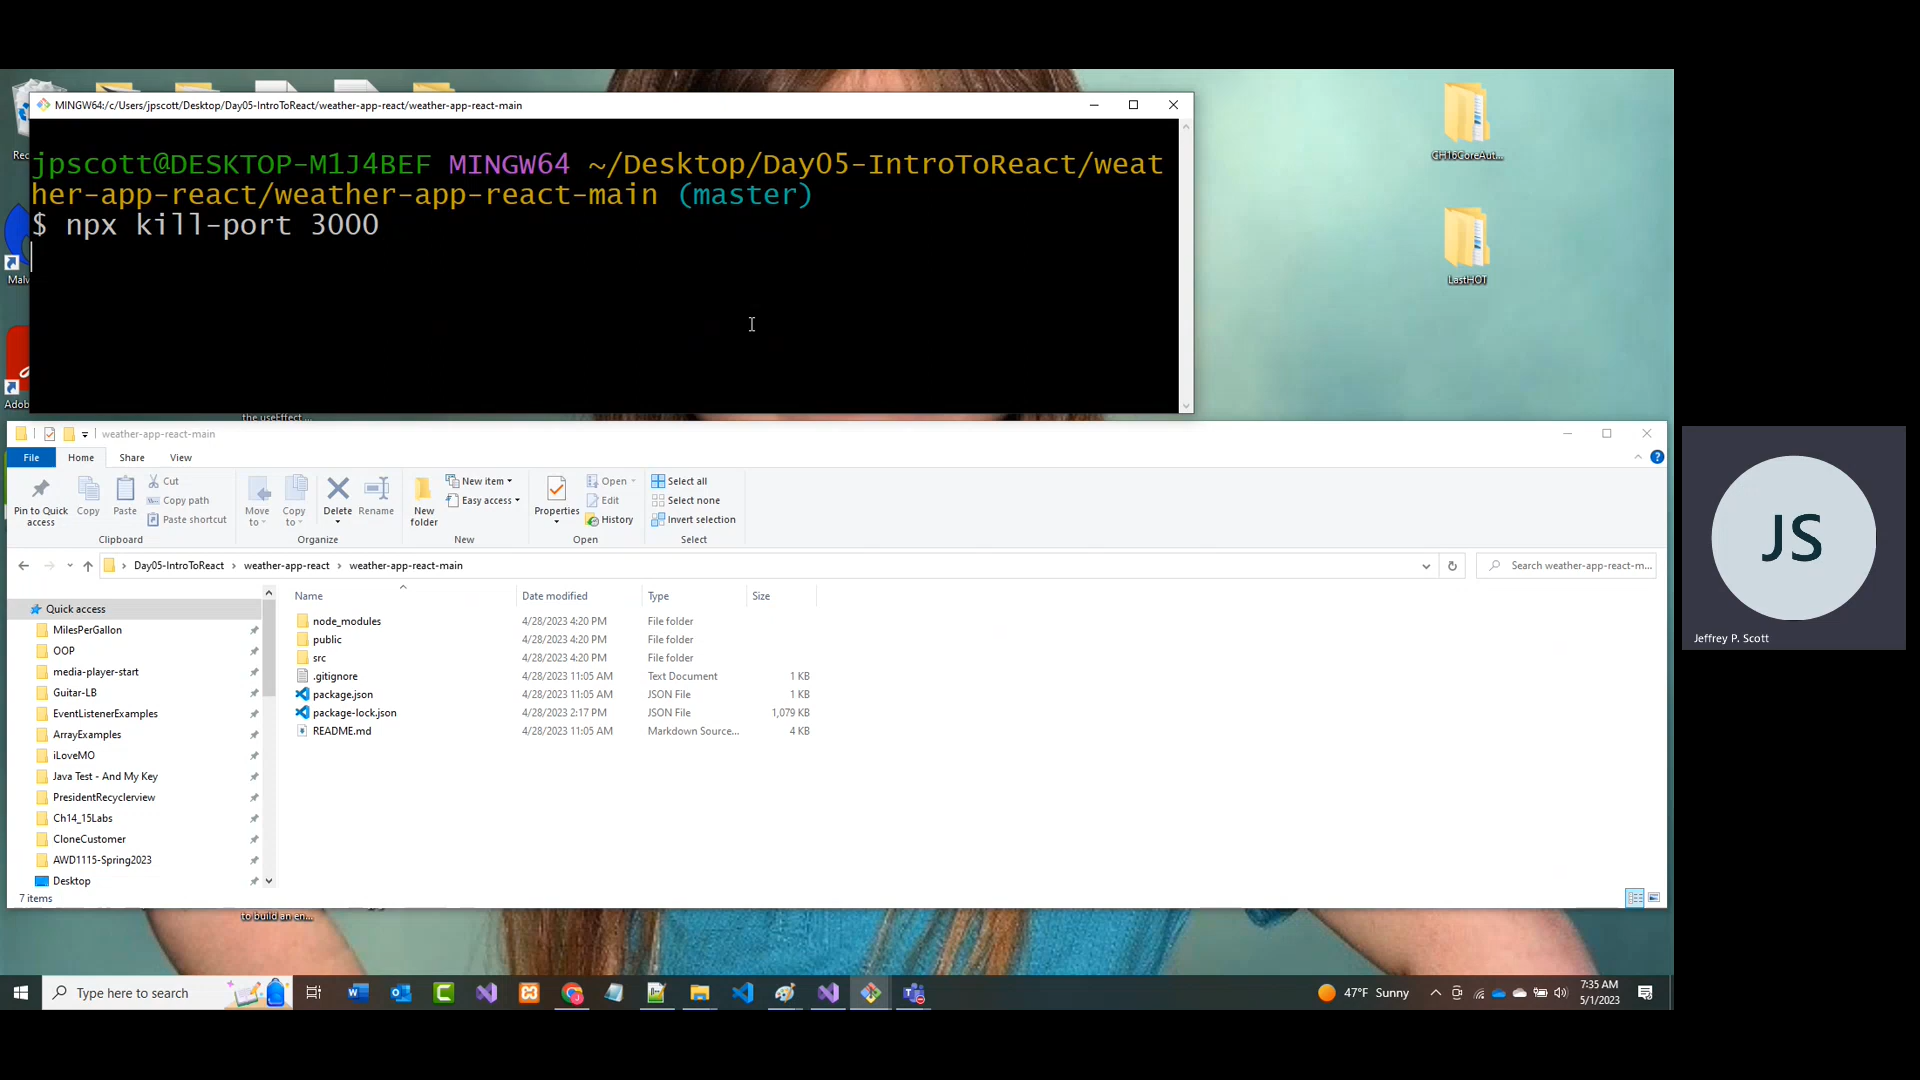 Rec
Malw
Adob
the useEffect ...
to build an en...
CH16CoreAut...
LastHOT
MINGW64:/c/Users/jpscott/Desktop/Day05-IntroToReact/weather-app-react/weather-app-react-main
jpscott@DESKTOP-M1J4BEF MINGW64 ~/Desktop/Day05-IntroToReact/weat
her-app-react/weather-app-react-main (master)
$ npx kill-port 3000
weather-app-react-main
File Home Share View
Pin to Quick access
Copy
Paste
Cut
Copy path
Paste shortcut
Clipboard
Move to
Copy to
Delete
Rename
Organize
New folder
New item
Easy access
New
Properties
Open
Edit
History
Open
Select all
Select none
Invert selection
Select
Day05-IntroToReact › weather-app-react › weather-app-react-main
Search weather-app-react-m...
Quick access
MilesPerGallon
OOP
media-player-start
Guitar-LB
EventListenerExamples
ArrayExamples
iLoveMO
Java Test - And My Key
PresidentRecyclerview
Ch14_15Labs
CloneCustomer
AWD1115-Spring2023
Desktop
Name Date modified Type Size
node_modules 4/28/2023 4:20 PM File folder
public 4/28/2023 4:20 PM File folder
src 4/28/2023 4:20 PM File folder
.gitignore 4/28/2023 11:05 AM Text Document 1 KB
package.json 4/28/2023 11:05 AM JSON File 1 KB
package-lock.json 4/28/2023 2:17 PM JSON File 1,079 KB
README.md 4/28/2023 11:05 AM Markdown Source... 4 KB
7 items
JS
Jeffrey P. Scott
Type here to search
47°F Sunny
7:35 AM
5/1/2023